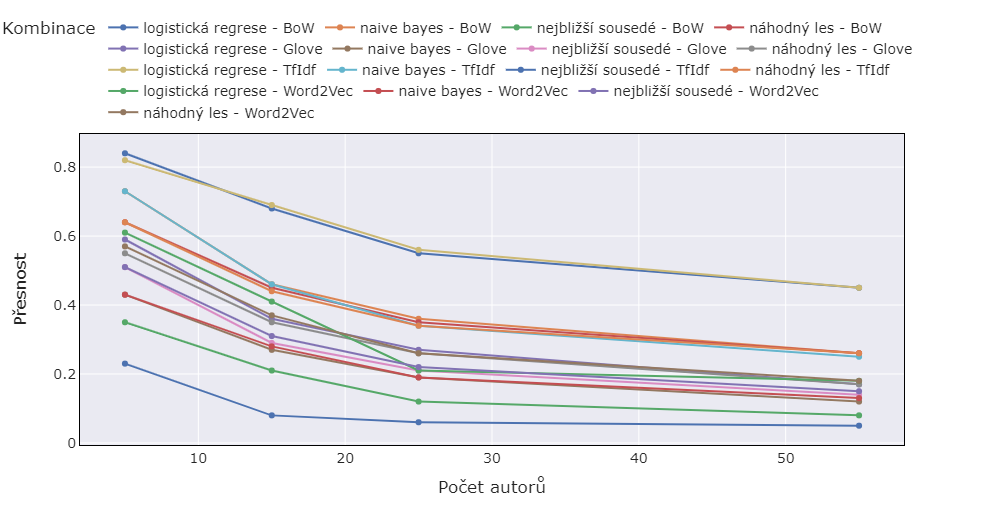 Kombinace logistická regrese - BoW naive bayes - BoW nejbližší sousedé - BoW náhodný les - BoW
logistická regrese - Glove naive bayes - Glove nejbližší sousedé - Glove náhodný les - Glove
logistická regrese - TfIdf naive bayes - TfIdf nejbližší sousedé - TfIdf náhodný les - TfIdf
logistická regrese - Word2Vec naive bayes - Word2Vec nejbližší sousedé - Word2Vec
náhodný les - Word2Vec
0.8
0.6
0.4
0.2
0
Přesnost
10 20 30 40 50
Počet autorů